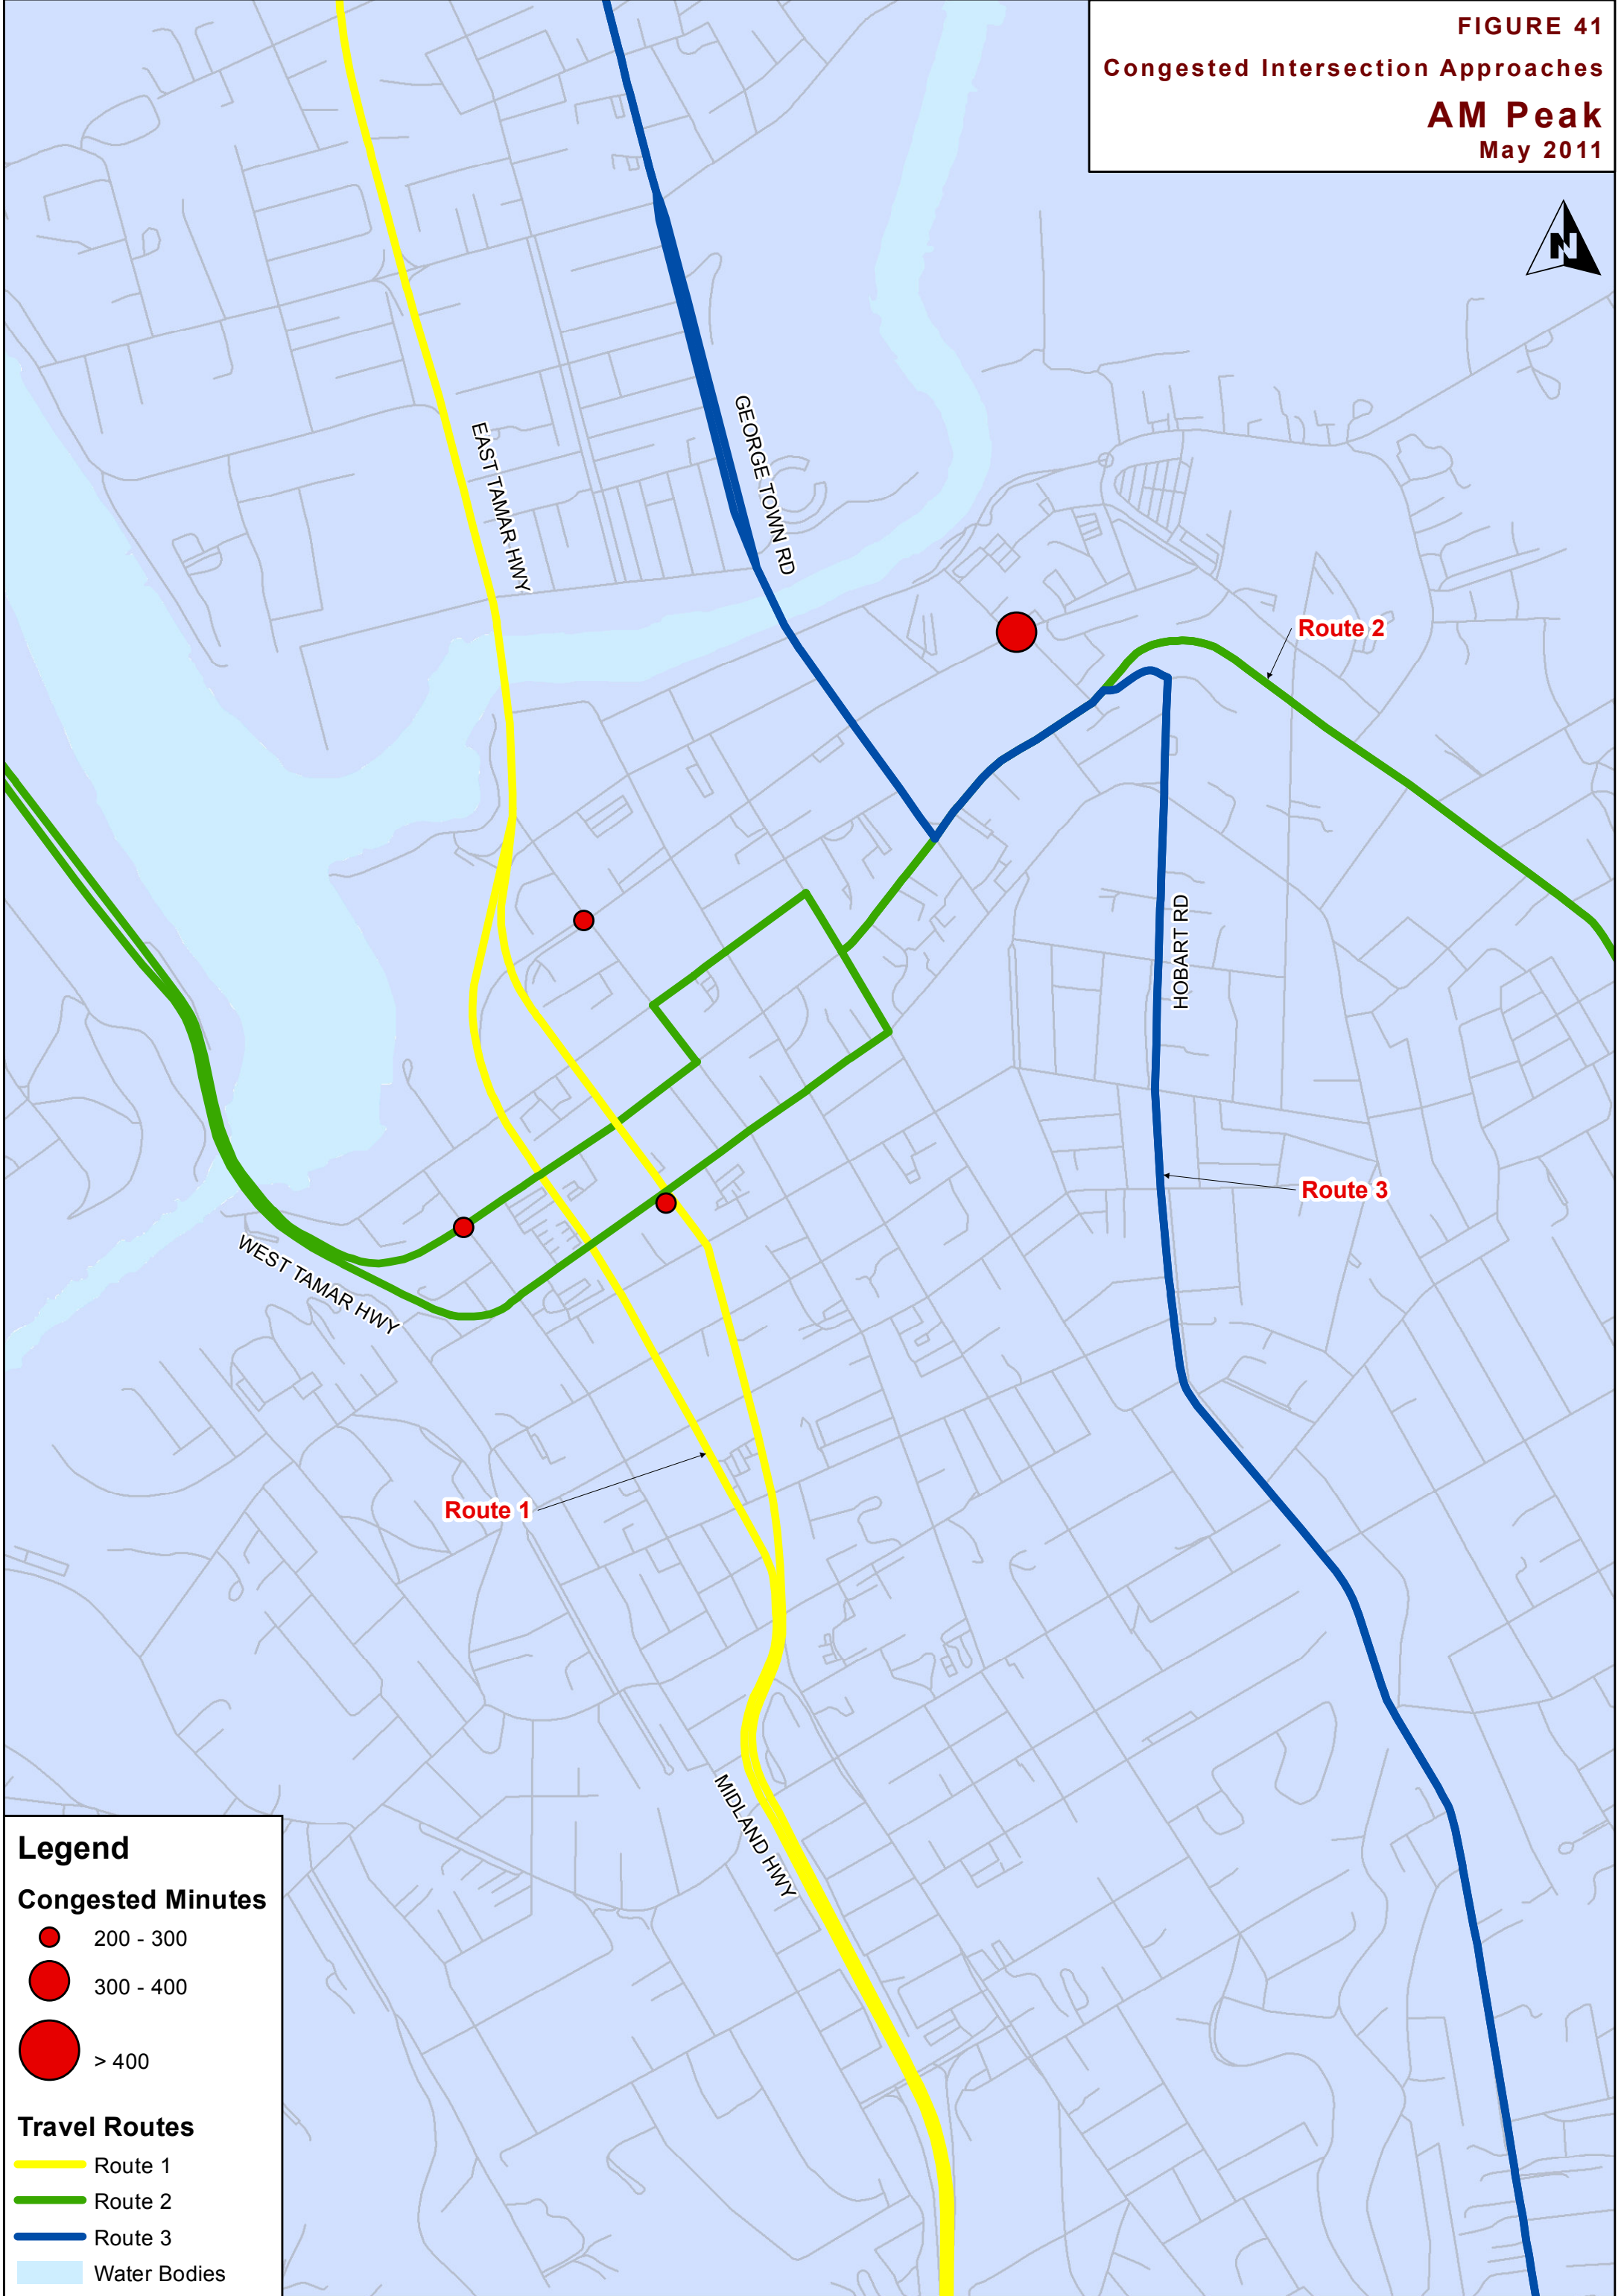 FIGURE 41
Congested Intersection Approaches
AM Peak
May 2011
N
EAST TAMAR HWY
GEORGE TOWN RD
Route 2
HOBART RD
Route 3
WEST TAMAR HWY
Route 1
MIDLAND HWY
Legend
Congested Minutes
200 - 300
300 - 400
> 400
Travel Routes
Route 1
Route 2
Route 3
Water Bodies